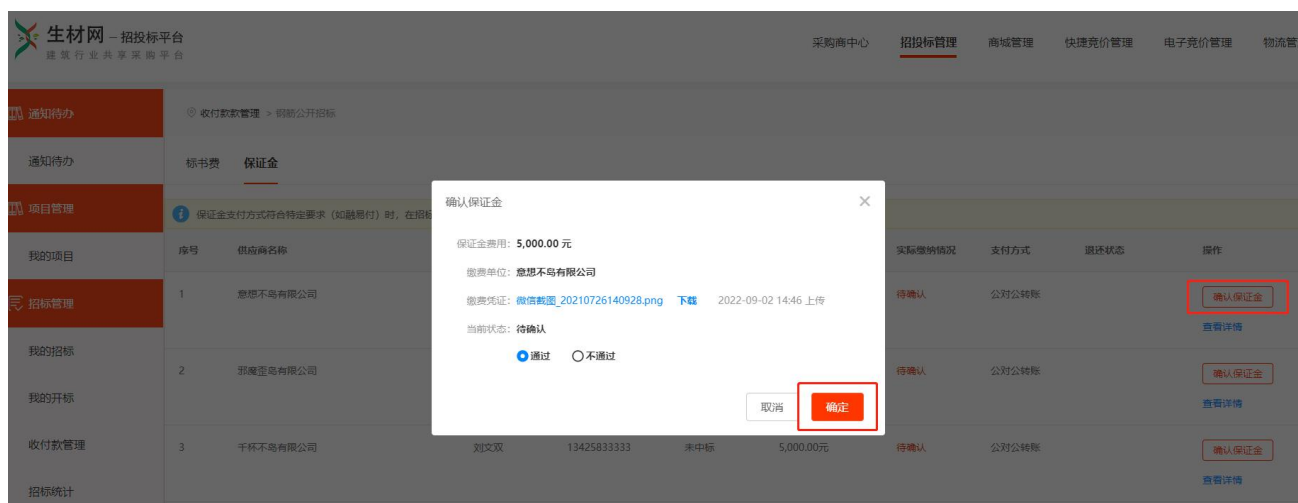 生材网 – 招投标平台
建筑行业共享采购平台
采购商中心 招投标管理 商城管理 快捷竞价管理 电子竞价管理 物流管
通知待办
通知待办
项目管理
我的项目
招标管理
我的招标
我的开标
收付款管理
招标统计
收付款款管理 > 钢筋公开招标
标书费 保证金
保证金支付方式符合特定要求（如融易付）时，在招标
序号 供应商名称 实际缴纳情况 支付方式 退还状态 操作
1 意想不鸟有限公司 待确认 公对公转账 确认保证金
查看详情
2 邪魔歪鸟有限公司 待确认 公对公转账 确认保证金
查看详情
3 千杯不鸟有限公司 刘文双 13425833333 未中标 5,000.00元 待确认 公对公转账 确认保证金
查看详情
确认保证金 ×
保证金费用: 5,000.00 元
缴费单位: 意想不鸟有限公司
缴费凭证: 微信截图_20210726140928.png 下载 2022-09-02 14:46 上传
当前状态: 待确认
通过 不通过
取消 确定